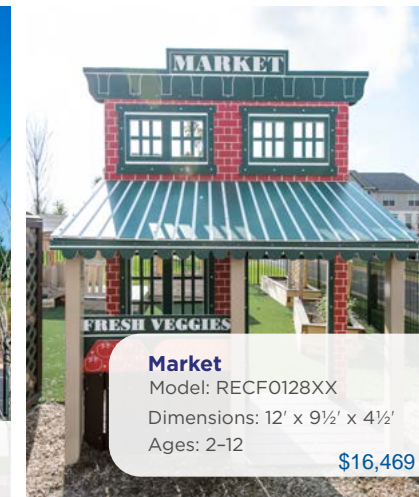 MARKET
FRESH VEGGIES
Market
Model: RECF0128XX
Dimensions: 12' x 9½' x 4½'
Ages: 2–12
$16,469